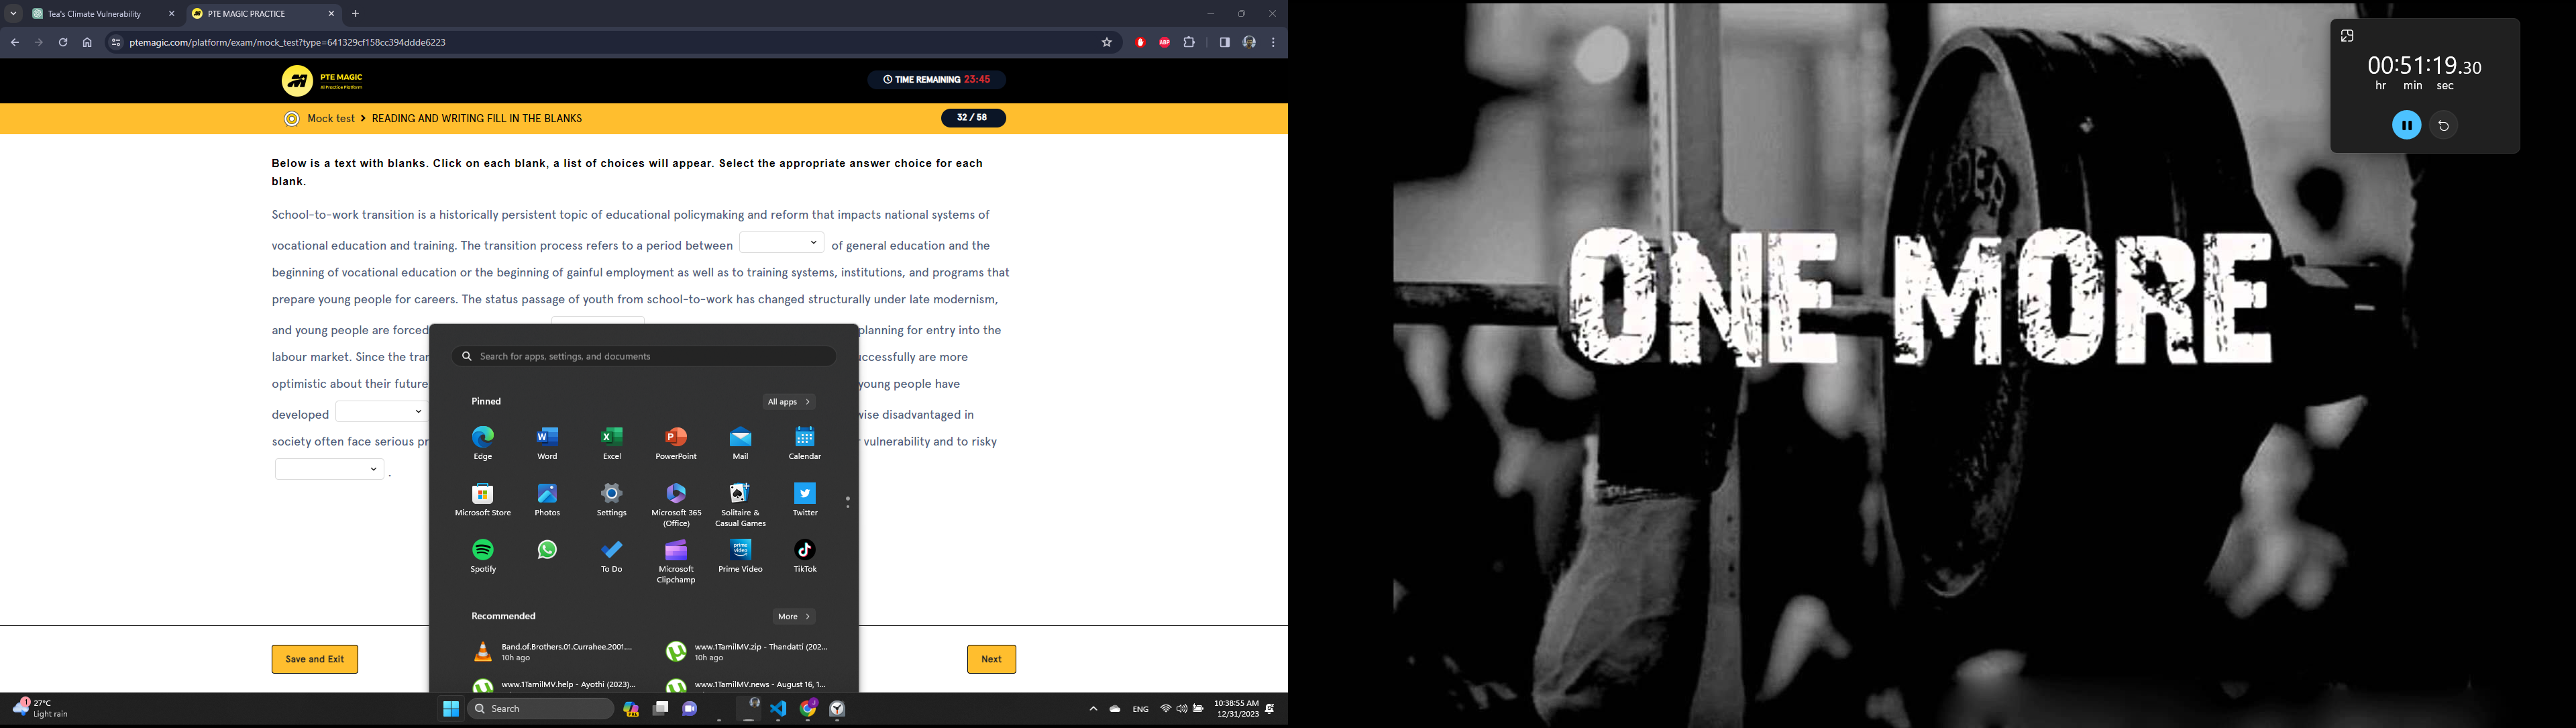 Tea's Climate Vulnerability
PTE MAGIC PRACTICE
ptemagic.com/platform/exam/mock_test?type=641329cf158cc394ddde6223
ABP
PTE MAGIC
AI Practice Platform
TIME REMAINING 23:45
Mock test > READING AND WRITING FILL IN THE BLANKS
32 / 58
Below is a text with blanks. Click on each blank, a list of choices will appear. Select the appropriate answer choice for each
blank.
School-to-work transition is a historically persistent topic of educational policymaking and reform that impacts national systems of
vocational education and training. The transition process refers to a period between of general education and the
beginning of vocational education or the beginning of gainful employment as well as to training systems, institutions, and programs that
prepare young people for careers. The status passage of youth from school-to-work has changed structurally under late modernism,
and young people are forced planning for entry into the
labour market. Since the tran uccessfully are more
optimistic about their future young people have
developed wise disadvantaged in
society often face serious pr vulnerability and to risky
.
Search for apps, settings, and documents
Pinned
All apps >
Edge Word Excel PowerPoint Mail Calendar
Microsoft Store Photos Settings Microsoft 365 (Office) Solitaire & Casual Games Twitter
Spotify To Do Microsoft Clipchamp Prime Video TikTok
Recommended
More >
Band.of.Brothers.01.Currahee.2001....
10h ago
www.1TamilMV.zip - Thandatti (202...
10h ago
www.1TamilMV.help - Ayothi (2023)...
www.1TamilMV.news - August 16, 1...
Save and Exit
Next
27°C
Light rain
Search
ENG
10:38:55 AM
12/31/2023
ONE MORE
00:51:19.30
hr min sec